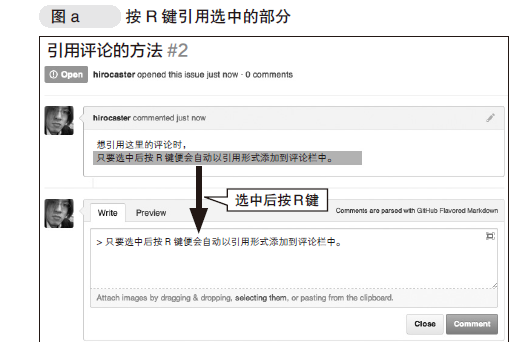 图 a 按 R 键引用选中的部分
引用评论的方法 #2
Open hirocaster opened this issue just now · 0 comments
hirocaster commented just now
想引用这里的评论时，
只要选中后按 R 键便会自动以引用形式添加到评论栏中。
选中后按R键
Write Preview Comments are parsed with GitHub Flavored Markdown
> 只要选中后按 R 键便会自动以引用形式添加到评论栏中。
Attach images by dragging & dropping, selecting them, or pasting from the clipboard.
Close Comment